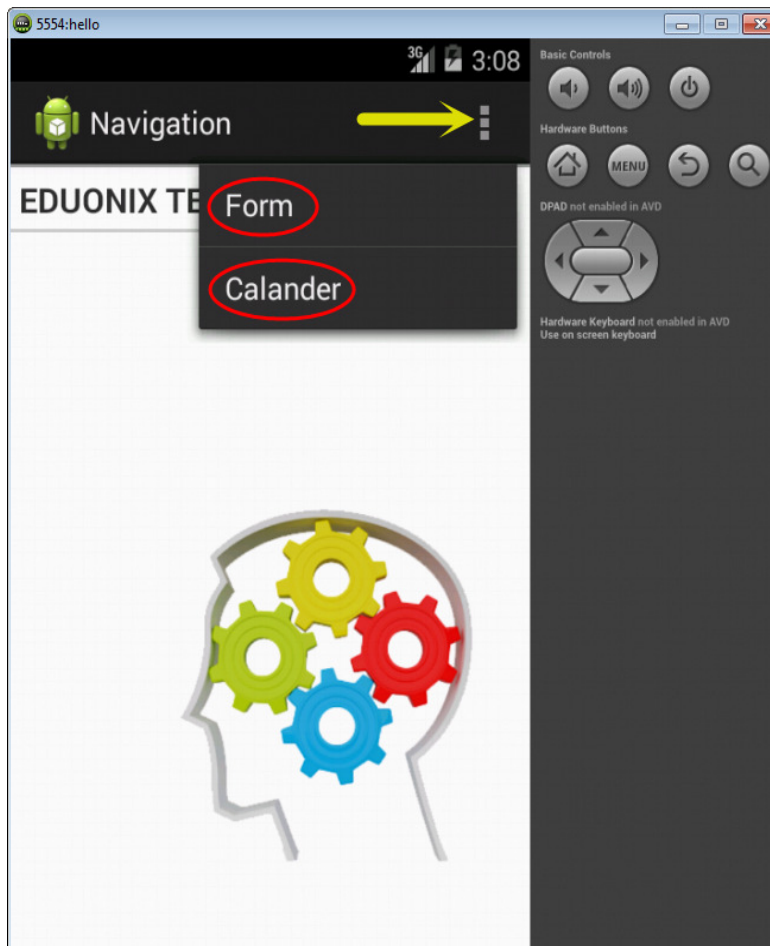 5554:hello
3G 3:08
Navigation
EDUONIX TE
Form
Calander
Basic Controls
Hardware Buttons
MENU
DPAD not enabled in AVD
Hardware Keyboard not enabled in AVD
Use on screen keyboard